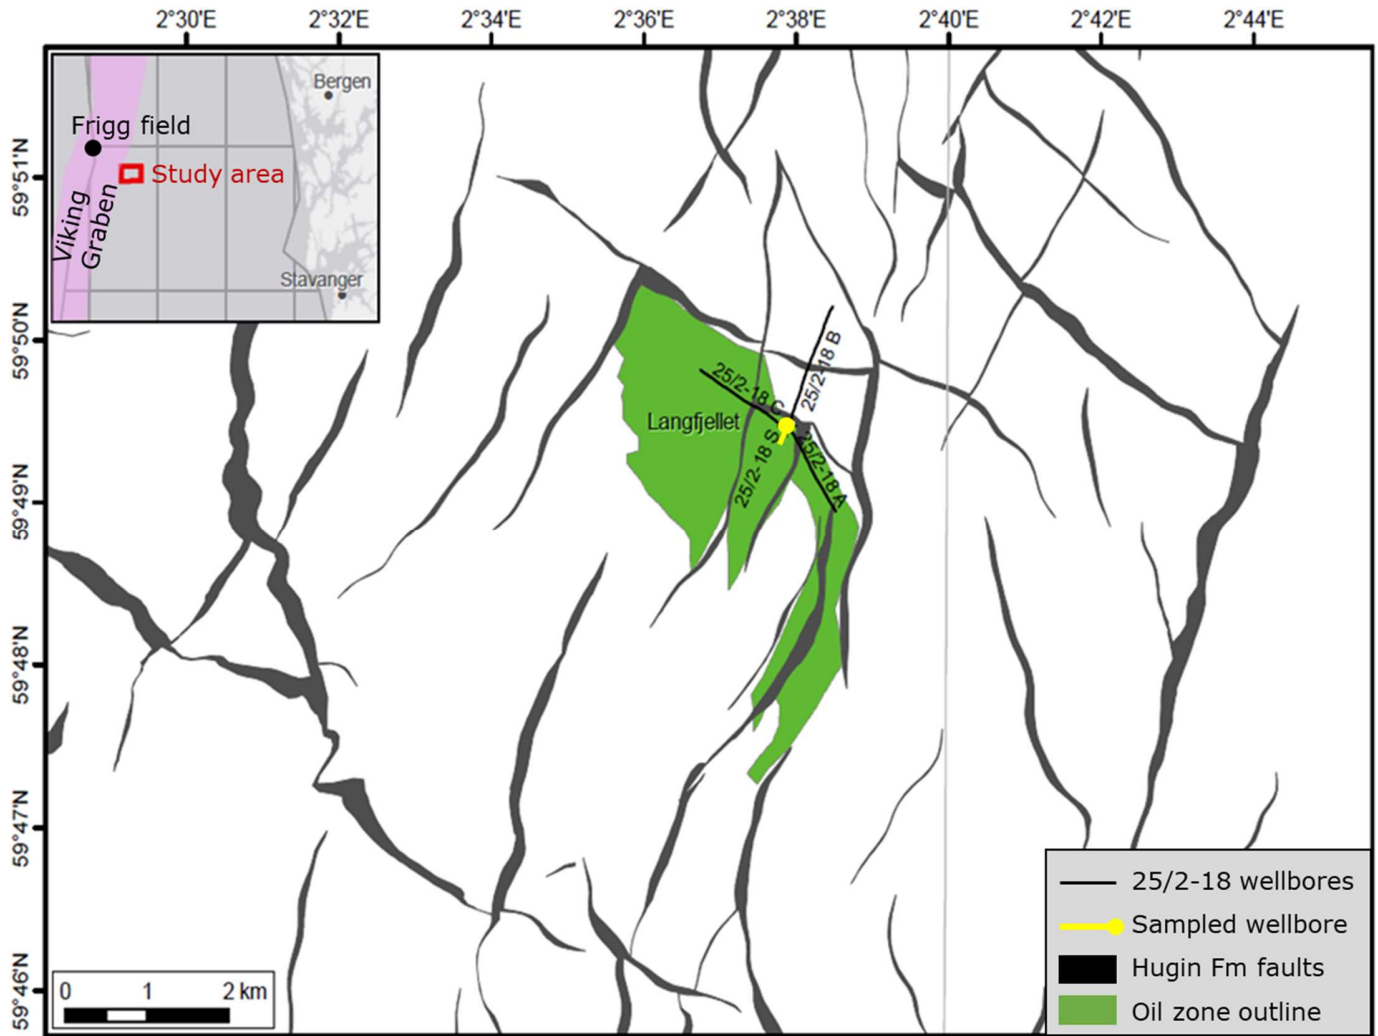 2°30'E
2°32'E
2°34'E
2°36'E
2°38'E
2°40'E
2°42'E
2°44'E
59°51'N
59°50'N
59°49'N
59°48'N
59°47'N
59°46'N
Bergen
Frigg field
Study area
Viking
Graben
Stavanger
25/2-18 B
25/2-18 C
Langfjellet
25/2-18 S
25/2-18 A
0 1 2 km
25/2-18 wellbores
Sampled wellbore
Hugin Fm faults
Oil zone outline